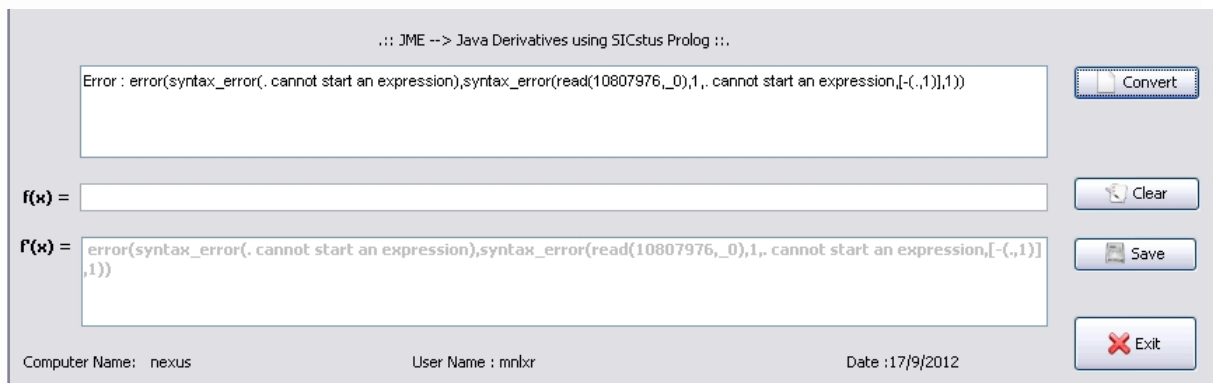 .:: JME --> Java Derivatives using SICstus Prolog ::.
Error : error(syntax_error(. cannot start an expression),syntax_error(read(10807976,_0),1,. cannot start an expression,[-(.,1)],1))
Convert
f(x) =
Clear
f'(x) =
error(syntax_error(. cannot start an expression),syntax_error(read(10807976,_0),1,. cannot start an expression,[-(.,1)]
,1))
Save
Exit
Computer Name: nexus User Name : mnlxr Date :17/9/2012